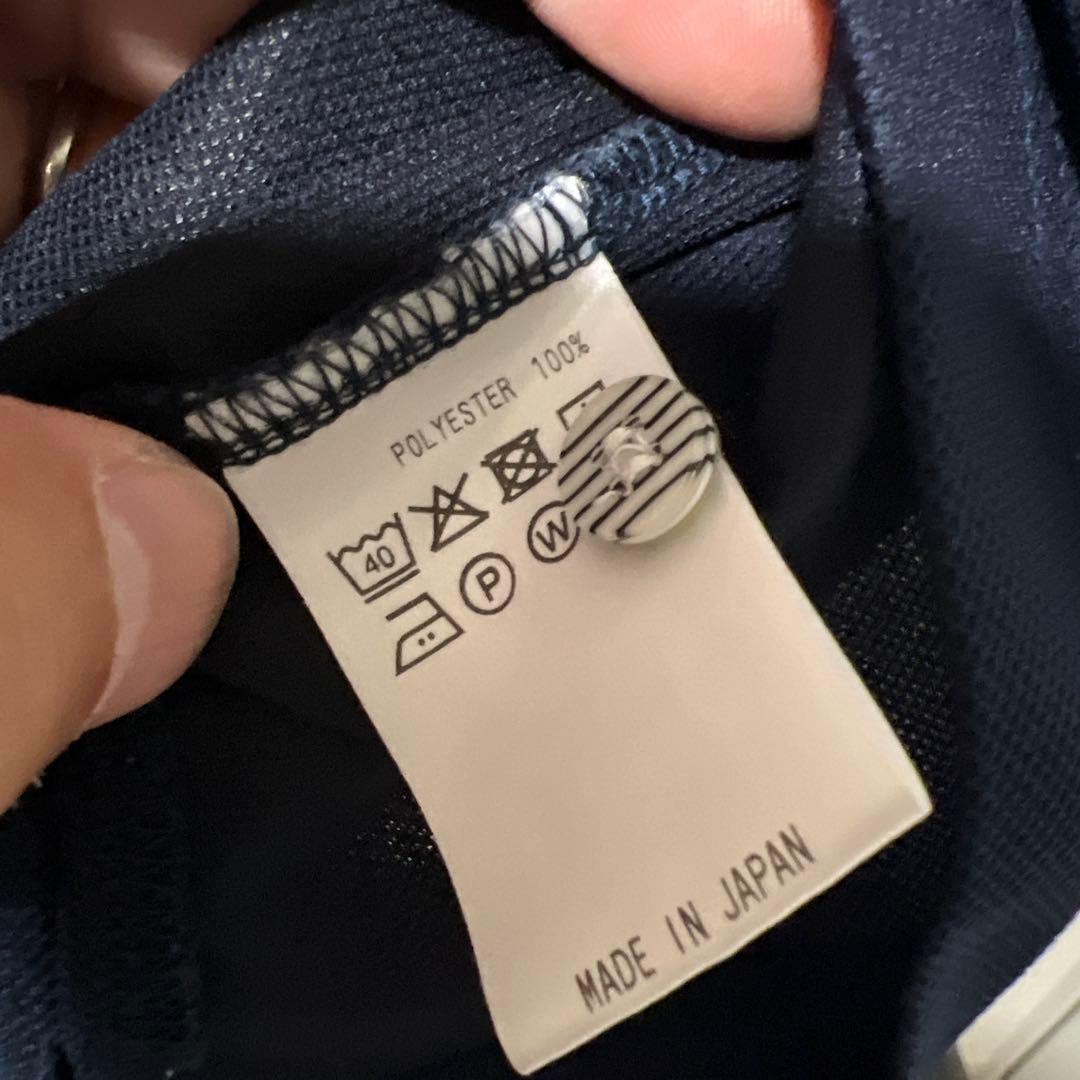 POLYESTER 100%
40
P W
MADE IN JAPAN